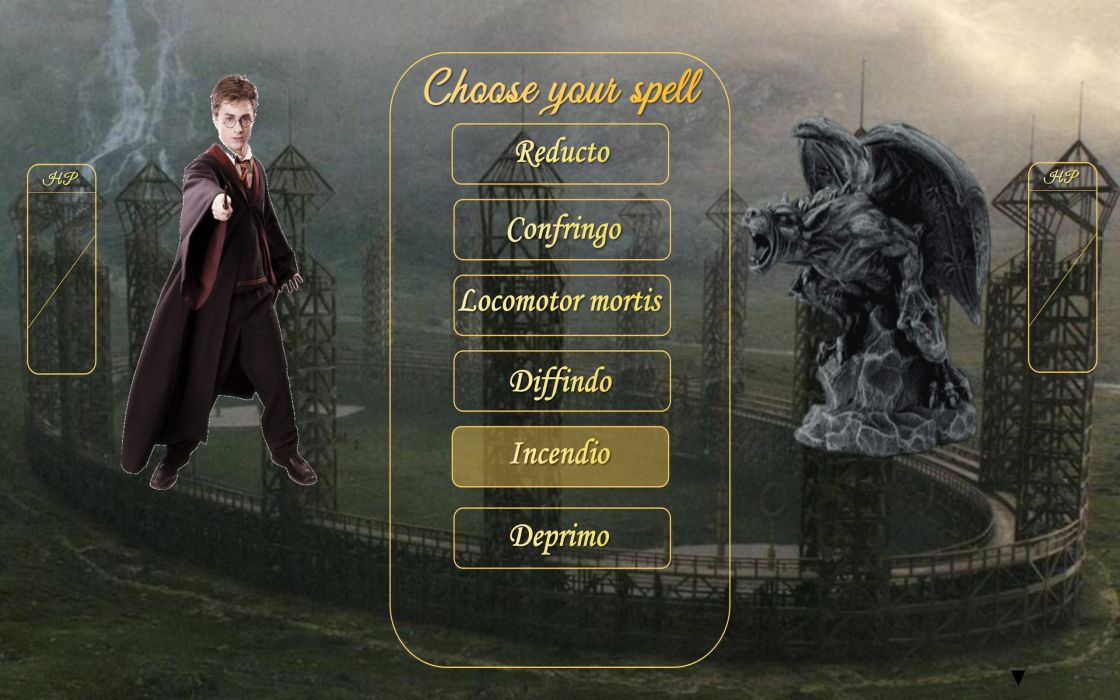 Choose your spell
HP
HP
Reducto
Confringo
Locomotor mortis
Diffindo
Incendio
Deprimo